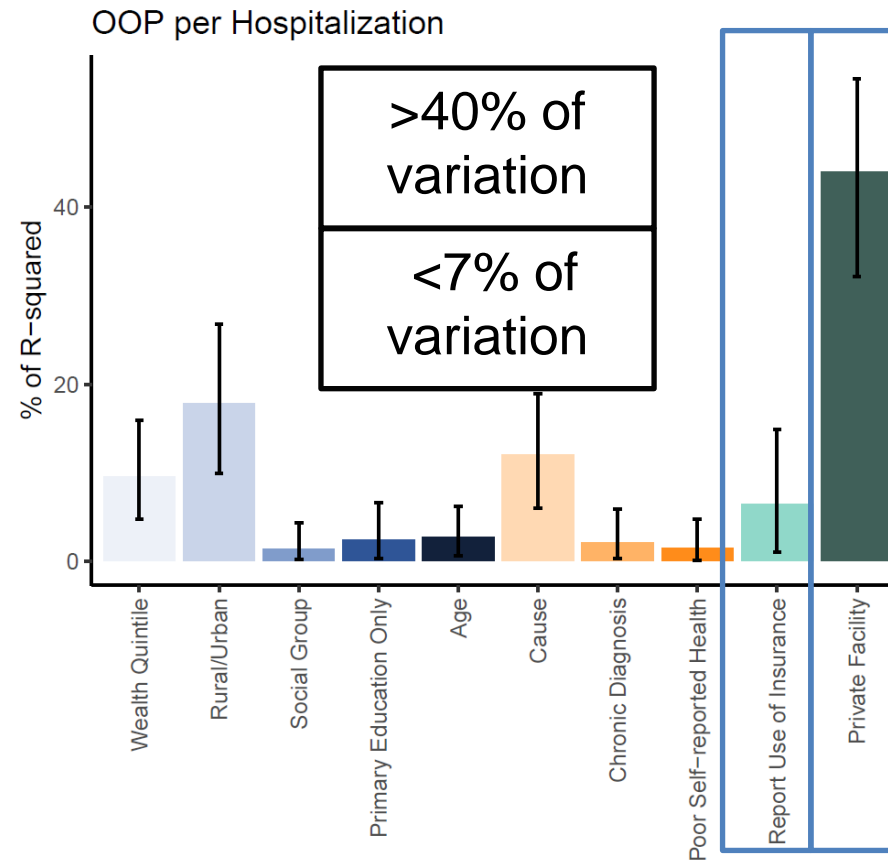 OOP per Hospitalization
>40% of
variation
<7% of
variation
% of R−squared
40
20
0
Wealth Quintile
Rural/Urban
Social Group
Primary Education Only
Age
Cause
Chronic Diagnosis
Poor Self−reported Health
Report Use of Insurance
Private Facility